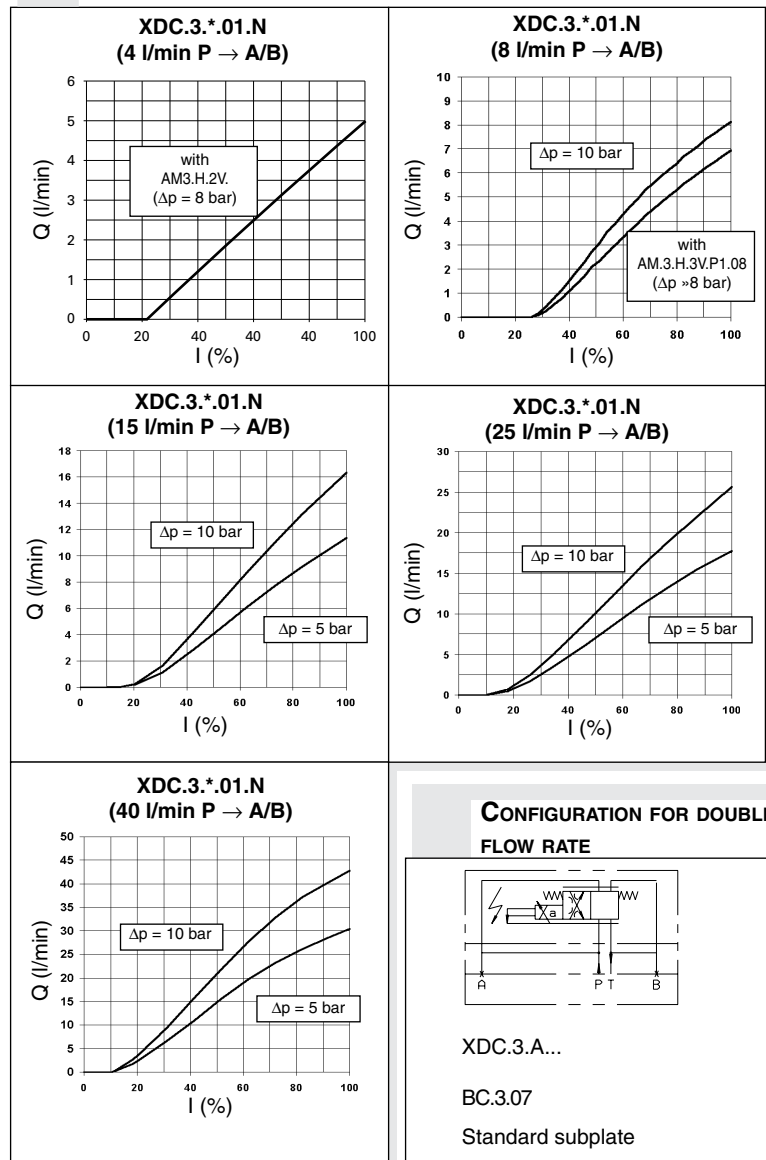 XDC.3.*.01.N
(4 l/min P → A/B)
6
5
4
3
2
1
0
Q (l/min)
with
AM3.H.2V.
(Δp = 8 bar)
0 20 40 40 40 100
I (%)
XDC.3.*.01.N
(8 l/min P → A/B)
10
9
8
7
6
5
4
3
2
1
0
Q (l/min)
Δp = 10 bar
with
AM.3.H.3V.P1.08
(Δp »8 bar)
0 20 40 60 80 100
I (%)
XDC.3.*.01.N
(15 l/min P → A/B)
18
16
14
12
10
8
6
4
2
0
Q (l/min)
Δp = 10 bar
Δp = 5 bar
0 20 40 60 80 100
I (%)
XDC.3.*.01.N
(25 l/min P → A/B)
30
25
20
15
10
5
0
Q (l/min)
Δp = 10 bar
Δp = 5 bar
0 20 40 60 80 100
I (%)
XDC.3.*.01.N
(40 l/min P → A/B)
50
45
40
35
30
25
20
15
10
5
0
Q (l/min)
Δp = 10 bar
Δp = 5 bar
0 20 40 60 80 100
I (%)
CONFIGURATION FOR DOUBL
FLOW RATE
a
A P T B
XDC.3.A...
BC.3.07
Standard subplate